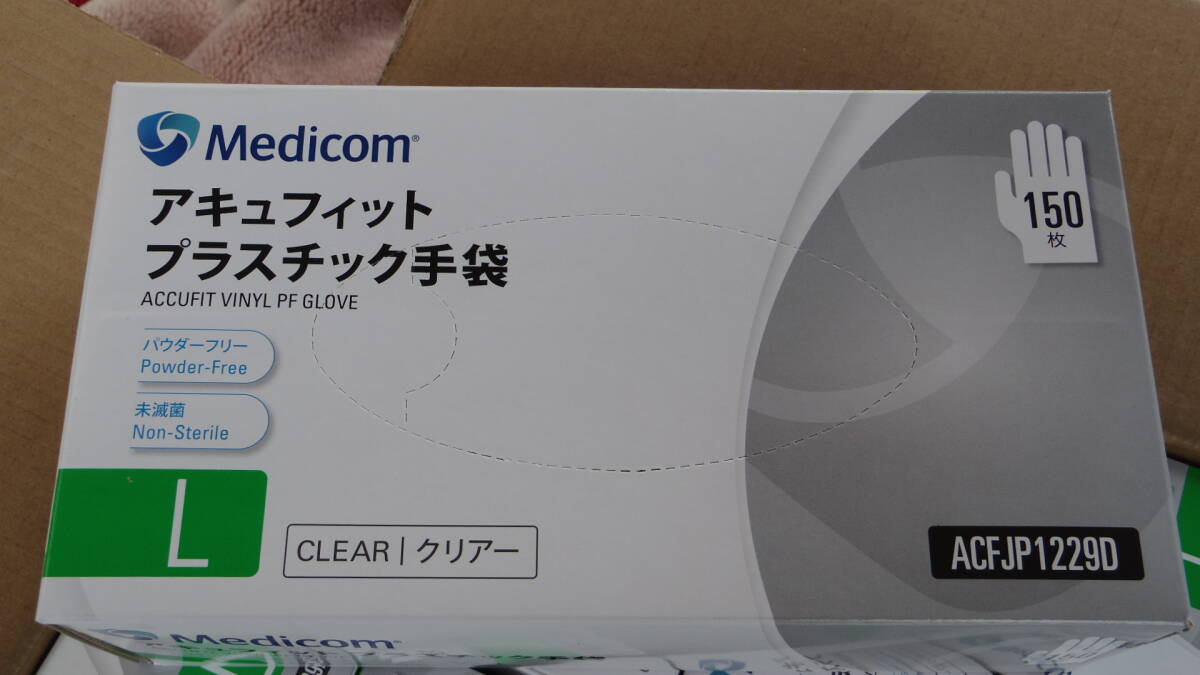 Medicom®
アキュフィット
プラスチック手袋
ACCUFIT VINYL PF GLOVE
パウダーフリー
Powder-Free
未滅菌
Non-Sterile
L
CLEAR | クリアー
150
枚
ACFJP1229D
Medicom